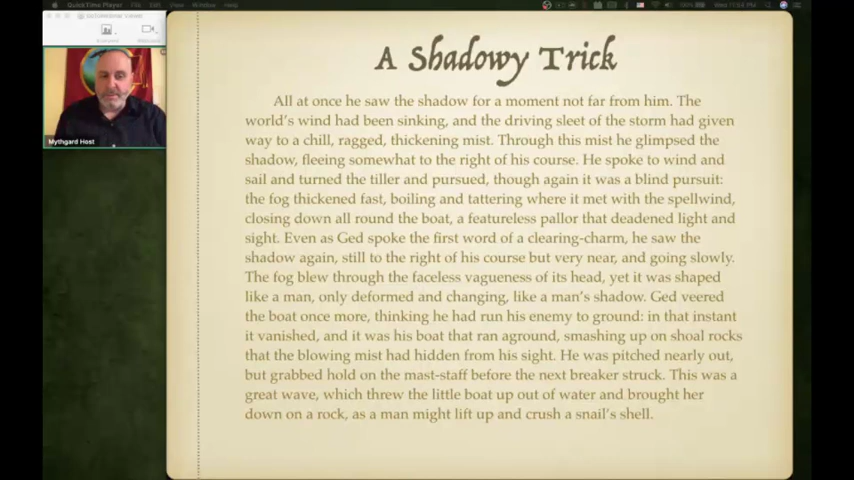 QuickTime Player File Edit View Window Help
A Shadowy Trick
All at once he saw the shadow for a moment not far from him. The
world's wind had been sinking, and the driving sleet of the storm had given
way to a chill, ragged, thickening mist. Through this mist he glimpsed the
shadow, fleeing somewhat to the right of his course. He spoke to wind and
sail and turned the tiller and pursued, though again it was a blind pursuit:
the fog thickened fast, boiling and tattering where it met with the spellwind,
closing down all round the boat, a featureless pallor that deadened light and
sight. Even as Ged spoke the first word of a clearing-charm, he saw the
shadow again, still to the right of his course but very near, and going slowly.
The fog blew through the faceless vagueness of its head, yet it was shaped
like a man, only deformed and changing, like a man's shadow. Ged veered
the boat once more, thinking he had run his enemy to ground: in that instant
it vanished, and it was his boat that ran aground, smashing up on shoal rocks
that the blowing mist had hidden from his sight. He was pitched nearly out,
but grabbed hold on the mast-staff before the next breaker struck. This was a
great wave, which threw the little boat up out of water and brought her
down on a rock, as a man might lift up and crush a snail's shell.
Mythgard Host